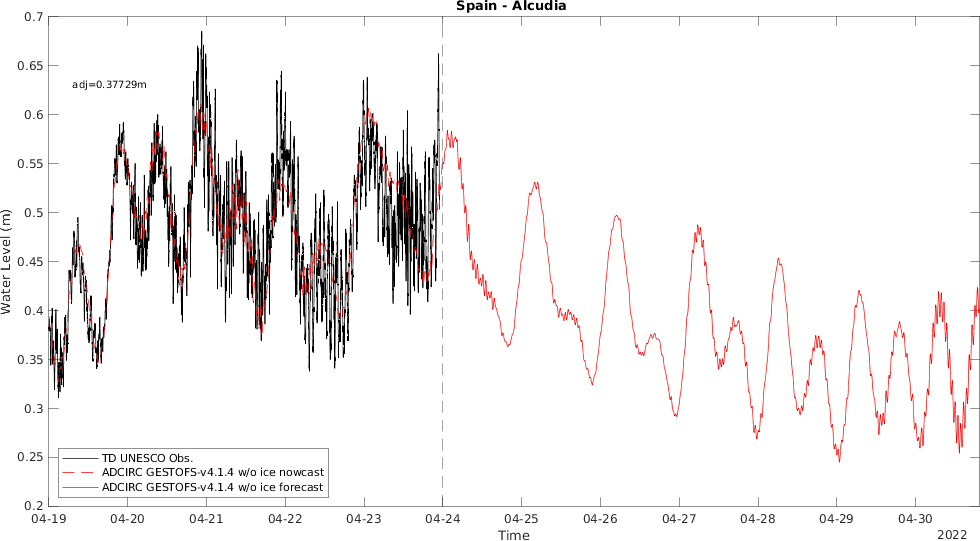 Spain - Alcudia
0.7
0.65
adj=0.37729m
0.6
0.55
0.5
0.45
0.4
0.35
0.3
0.25
0.2
Water Level (m)
TD UNESCO Obs.
ADCIRC GESTOFS-v4.1.4 w/o ice nowcast
ADCIRC GESTOFS-v4.1.4 w/o ice forecast
04-19 04-20 04-21 04-22 04-23 04-24 04-25 04-26 04-27 04-28 04-29 04-30
Time
2022